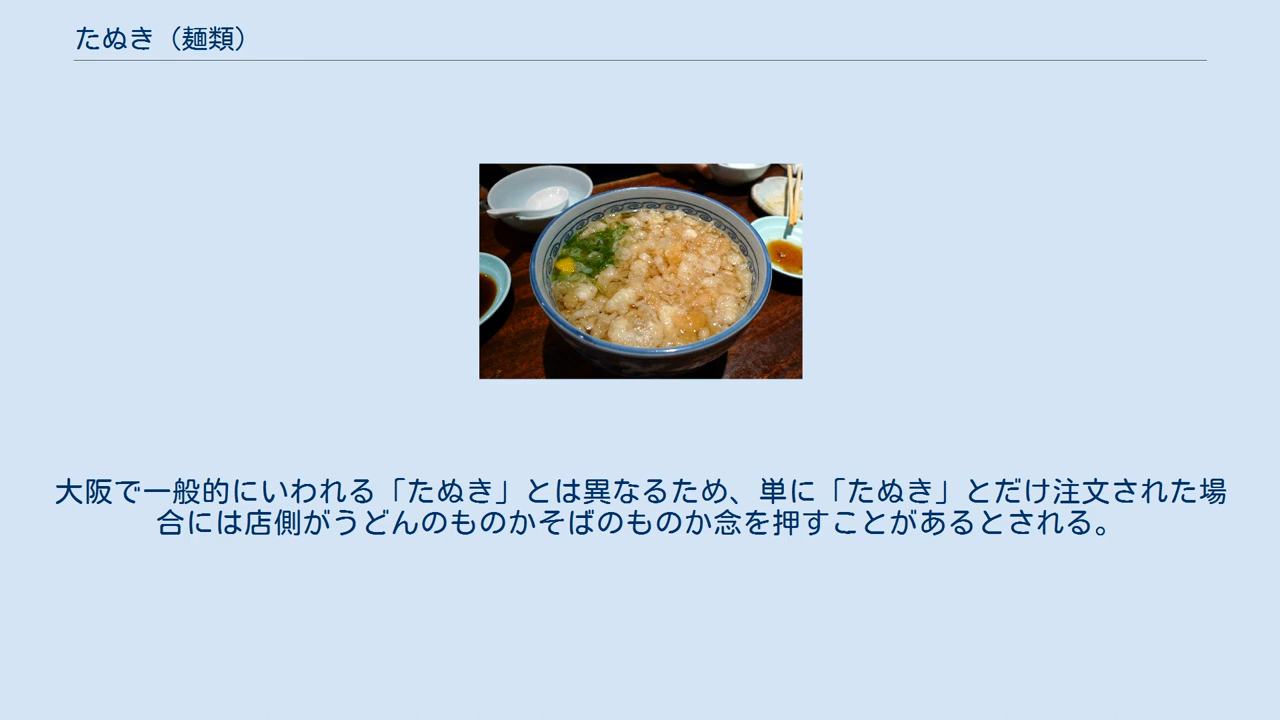 たぬき（麺類）
大阪で一般的にいわれる「たぬき」とは異なるため、単に「たぬき」とだけ注文された場
合には店側がうどんのものかそばのものか念を押すことがあるとされる。